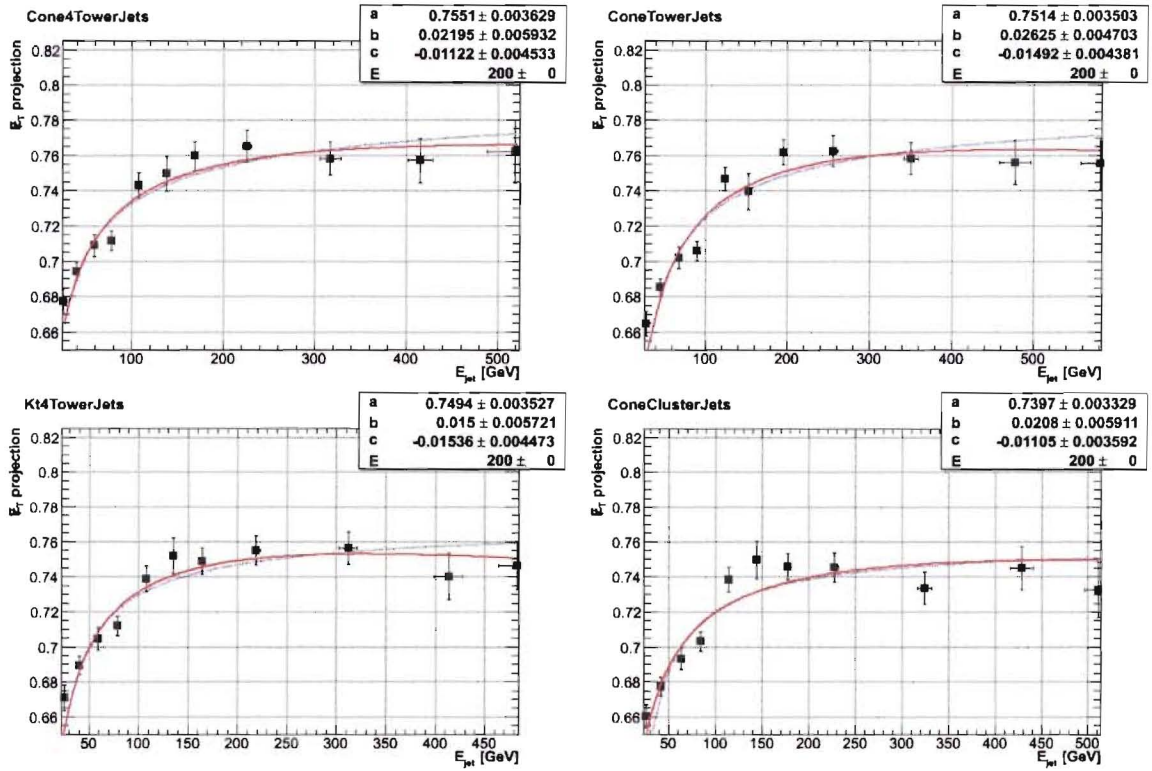 Cone4TowerJets
a 0.7551 ± 0.003629
b 0.02195 ± 0.005932
c -0.01122 ± 0.004533
E 200 ± 0
E̸T projection
0.82
0.8
0.78
0.76
0.74
0.72
0.7
0.68
0.66
100 200 300 400 500
Ejet [GeV]
ConeTowerJets
a 0.7514 ± 0.003503
b 0.02625 ± 0.004703
c -0.01492 ± 0.004381
E 200 ± 0
E̸T projection
0.82
0.8
0.78
0.76
0.74
0.72
0.7
0.68
0.66
100 200 300 400 500
Ejet [GeV]
Kt4TowerJets
a 0.7494 ± 0.003527
b 0.015 ± 0.005721
c -0.01536 ± 0.004473
E 200 ± 0
E̸T projection
0.82
0.8
0.78
0.76
0.74
0.72
0.7
0.68
0.66
50 100 150 200 250 300 350 400 450
Ejet [GeV]
ConeClusterJets
a 0.7397 ± 0.003329
b 0.0208 ± 0.005911
c -0.01105 ± 0.003592
E 200 ± 0
E̸T projection
0.82
0.8
0.78
0.76
0.74
0.72
0.7
0.68
0.66
50 100 150 200 250 300 350 400 450 500
Ejet [GeV]